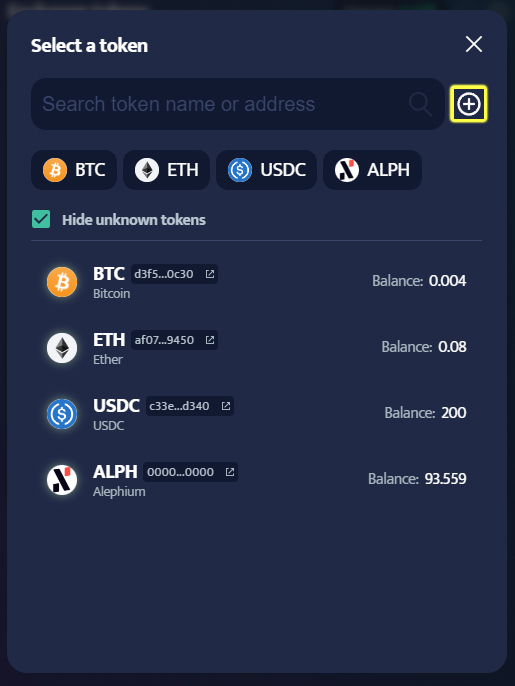 Select a token
Search token name or address
BTC ETH USDC ALPH
Hide unknown tokens
BTC d3f5...0c30 Balance: 0.004
Bitcoin
ETH af07...9450 Balance: 0.08
Ether
USDC c33e...d340 Balance: 200
USDC
ALPH 0000...0000 Balance: 93.559
Alephium